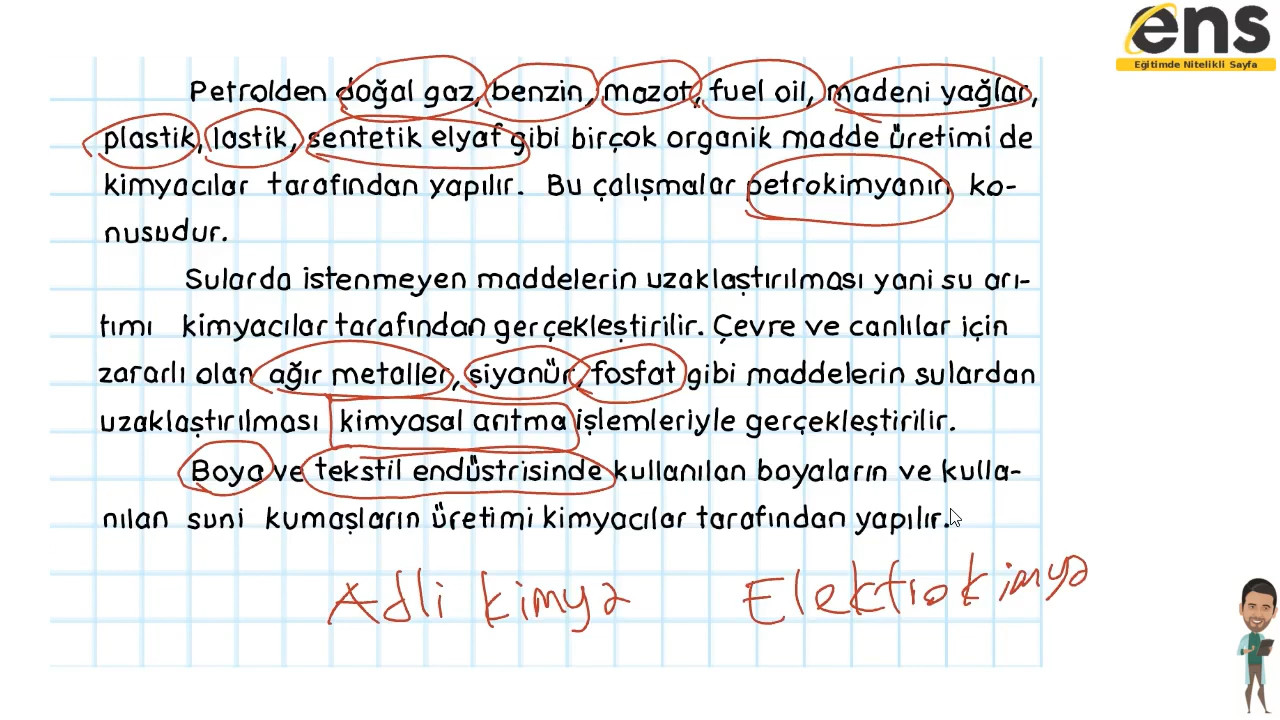 ens
Eğitimde Nitelikli Sayfa
Petrolden doğal gaz, benzin, mazot, fuel oil, madeni yağlar,
plastik, lastik, sentetik elyaf gibi birçok organik madde üretimi de
kimyacılar tarafından yapılır. Bu çalışmalar petrokimyanın ko-
nusudur.
Sularda istenmeyen maddelerin uzaklaştırılması yani su arı-
tımı kimyacılar tarafından gerçekleştirilir. Çevre ve canlılar için
zararlı olan ağır metaller, siyanür, fosfat gibi maddelerin sulardan
uzaklaştırılması kimyasal arıtma işlemleriyle gerçekleştirilir.
Boya ve tekstil endüstrisinde kullanılan boyaların ve kulla-
nılan suni kumaşların üretimi kimyacılar tarafından yapılır.
Adli kimya Elektrokimya